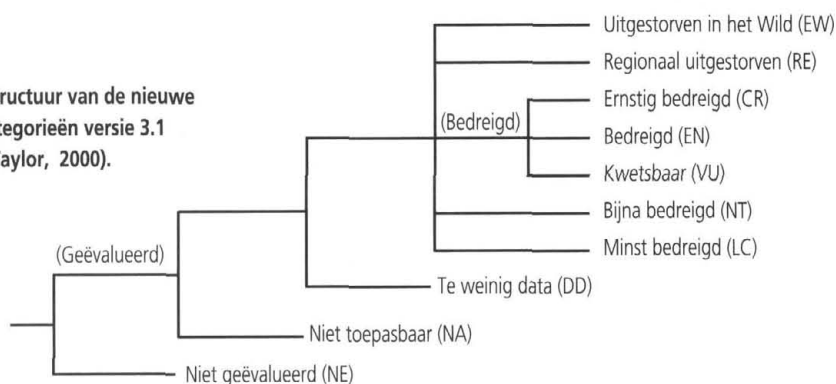 Uitgestorven in het Wild (EW)
Regionaal uitgestorven (RE)
ructuur van de nieuwe
Ernstig bedreigd (CR)
tegorieën versie 3.1
(Bedreigd)
Bedreigd (EN)
aylor, 2000).
Kwetsbaar (VU)
Bijna bedreigd (NT)
(Geëvalueerd)
Minst bedreigd (LC)
Te weinig data (DD)
Niet toepasbaar (NA)
Niet geëvalueerd (NE)